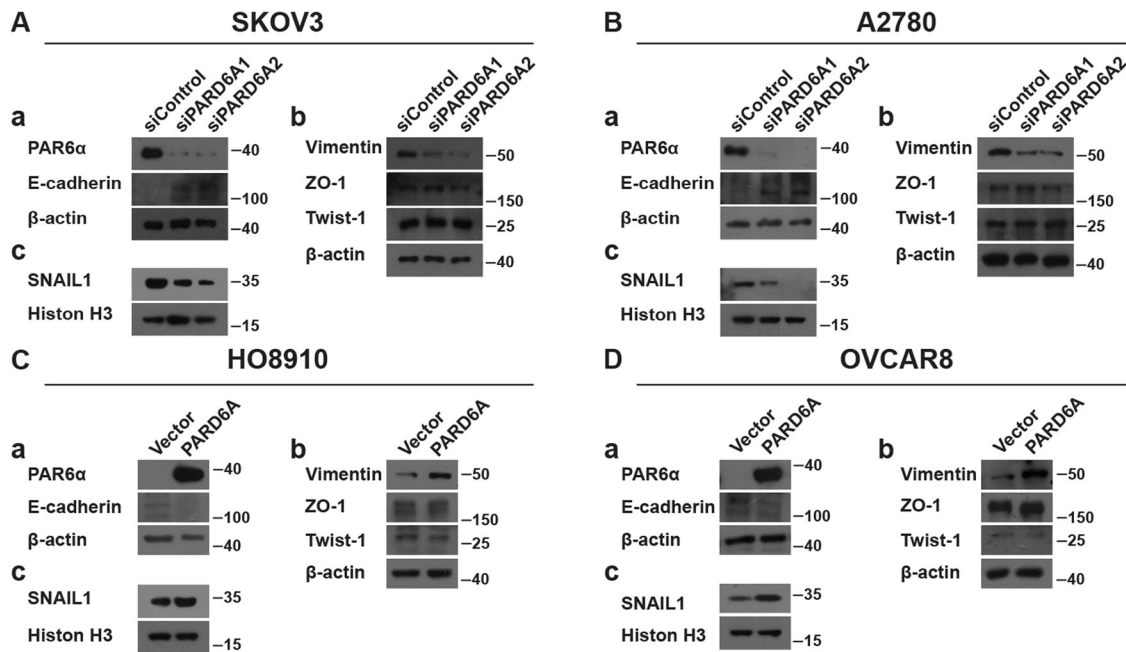 A SKOV3
siControl siPARD6A1 siPARD6A2
a
PAR6α –40
E-cadherin –100
β-actin –40
b
siControl siPARD6A1 siPARD6A2
Vimentin –50
ZO-1 –150
Twist-1 –25
β-actin –40
c
SNAIL1 –35
Histon H3 –15
B A2780
siControl siPARD6A1 siPARD6A2
a
PAR6α –40
E-cadherin –100
β-actin –40
b
siControl siPARD6A1 siPARD6A2
Vimentin –50
ZO-1 –150
Twist-1 –25
β-actin –40
c
SNAIL1 –35
Histon H3 –15
C HO8910
Vector PARD6A
a
PAR6α –40
E-cadherin –100
β-actin –40
b
Vector PARD6A
Vimentin –50
ZO-1 –150
Twist-1 –25
β-actin –40
c
SNAIL1 –35
Histon H3 –15
D OVCAR8
Vector PARD6A
a
PAR6α –40
E-cadherin –100
β-actin –40
b
Vector PARD6A
Vimentin –50
ZO-1 –150
Twist-1 –25
β-actin –40
c
SNAIL1 –35
Histon H3 –15